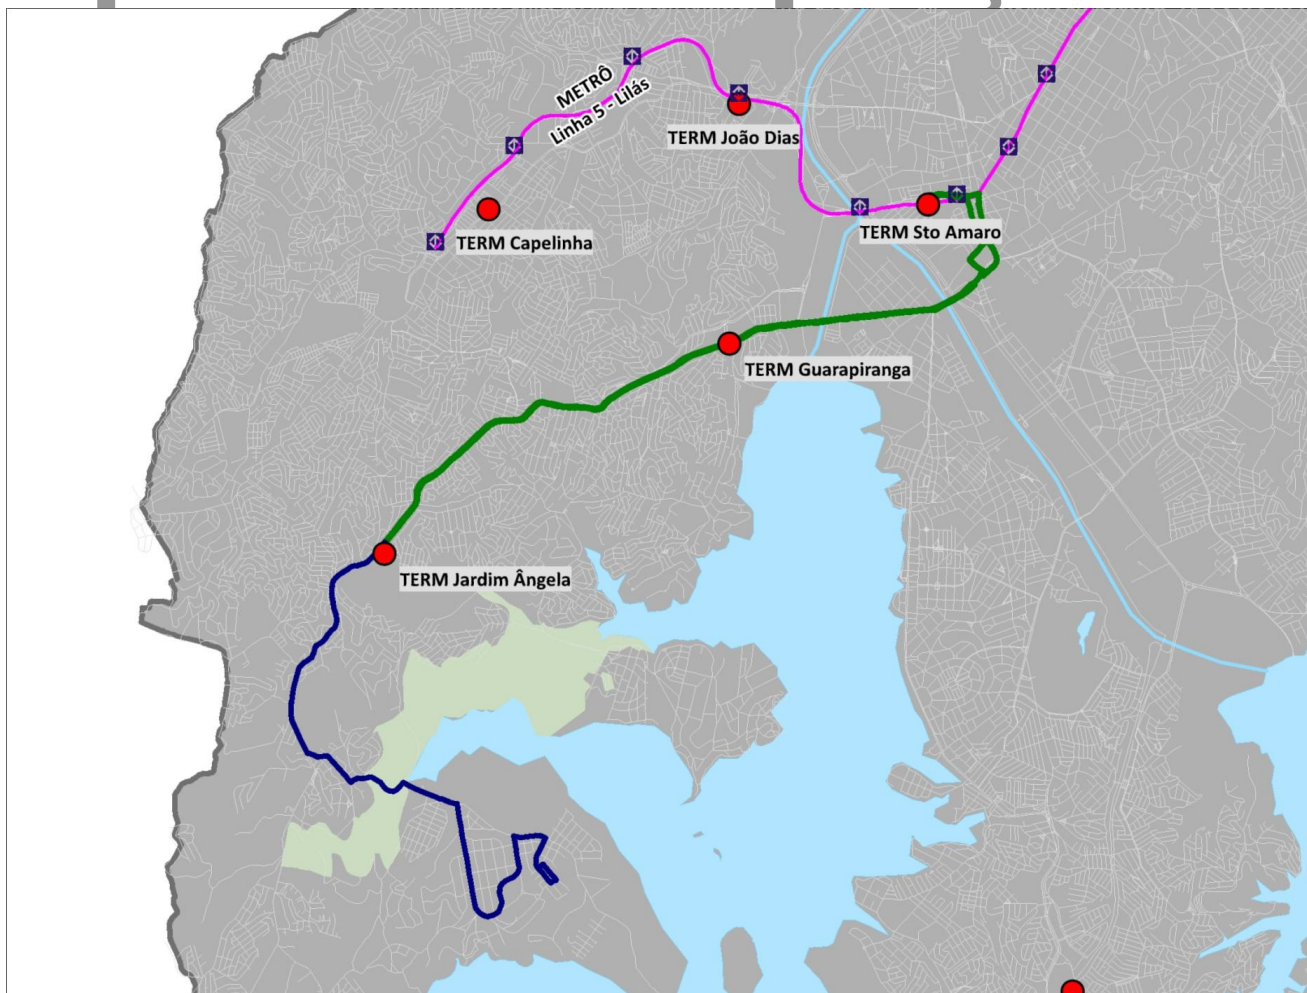 METRÔ
Linha 5 - Lilás
TERM João Dias
TERM Capelinha
TERM Sto Amaro
TERM Guarapiranga
TERM Jardim Ângela